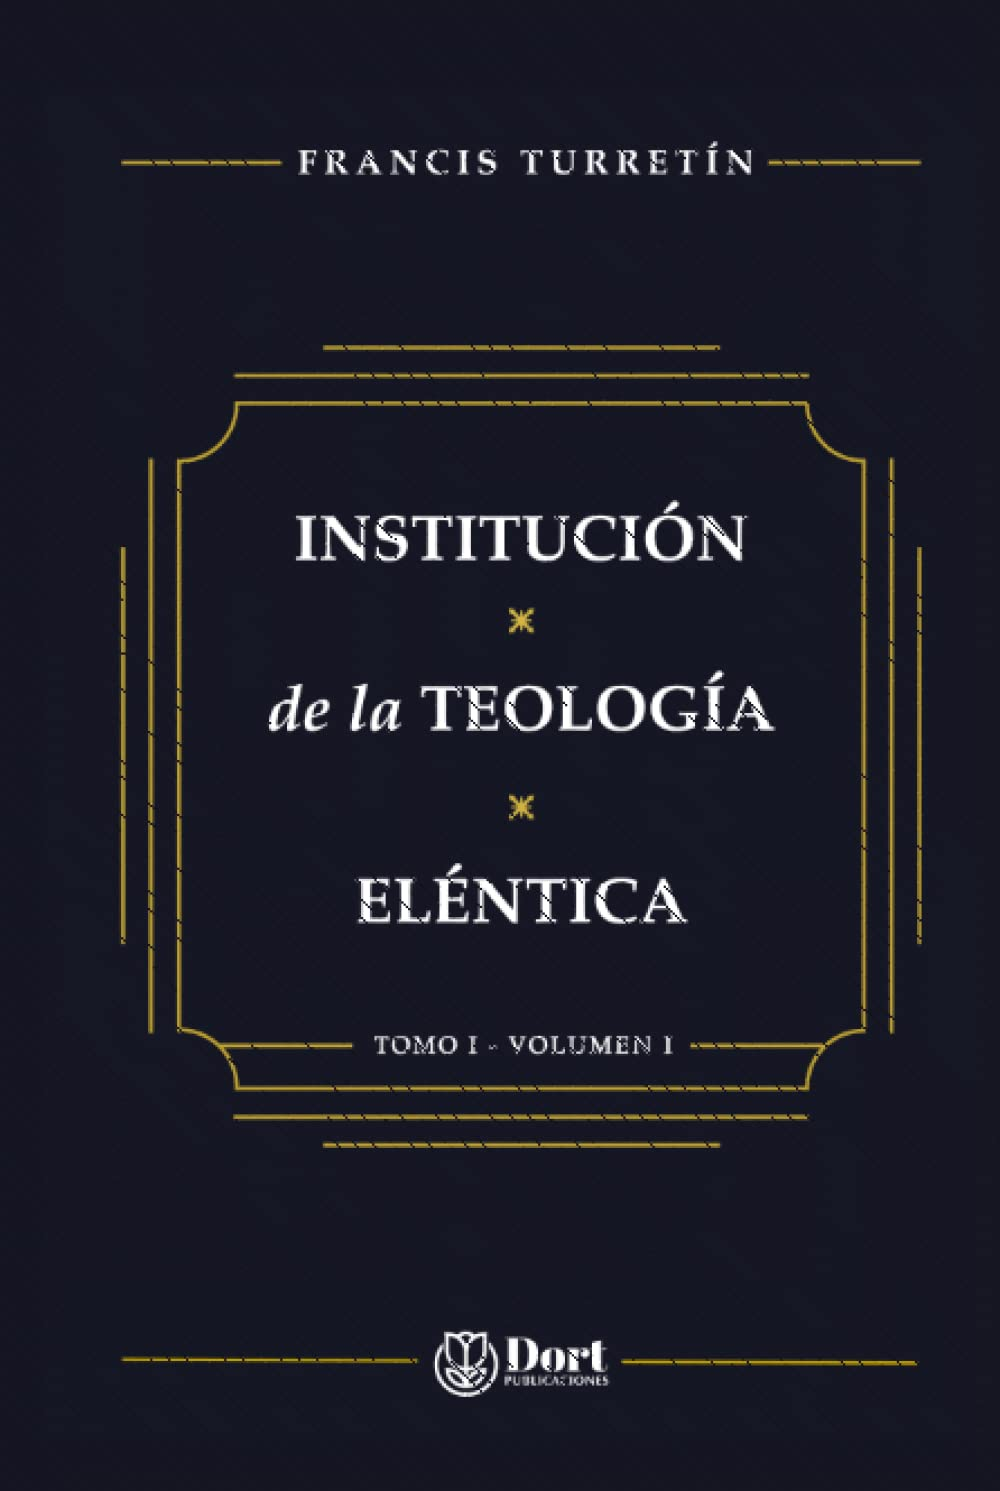 FRANCIS TURRETÍN
INSTITUCIÓN
de la TEOLOGÍA
ELÉNTICA
TOMO I - VOLUMEN I
Dort
PUBLICACIONES